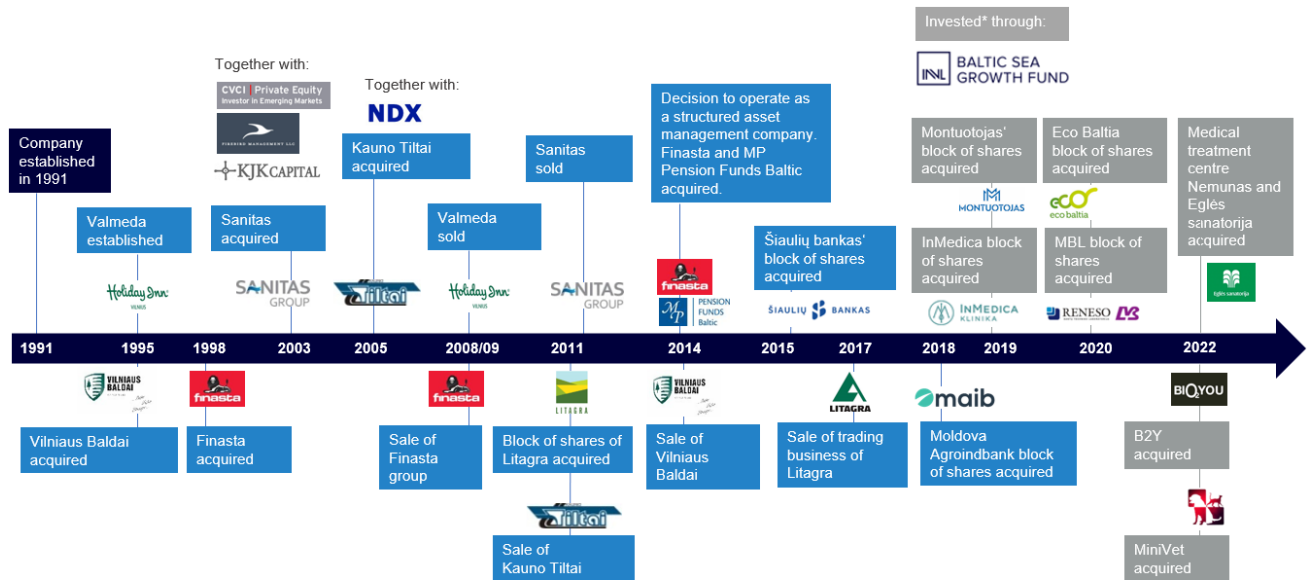 Invested* through:
INVL BALTIC SEA
GROWTH FUND
Together with:
CVCI | Private Equity
Investor in Emerging Markets
FIREBIRD MANAGEMENT LLC
KJK CAPITAL
Together with:
NDX
Company
established
in 1991
Valmeda
established
Holiday Inn
VILNIUS
Sanitas
acquired
SANITAS
GROUP
Kauno Tiltai
acquired
Tiltai
Valmeda
sold
Holiday Inn
VILNIUS
Sanitas
sold
SANITAS
GROUP
Decision to operate as
a structured asset
management company.
Finasta and MP
Pension Funds Baltic
acquired.
finasta
MP PENSION
FUNDS
Baltic
Šiaulių bankas'
block of shares
acquired
ŠIAULIŲ BANKAS
Montuotojas'
block of shares
acquired
MONTUOTOJAS
InMedica block
of shares
acquired
INMEDICA
KLINIKA
Eco Baltia
block of shares
acquired
eco
eco baltia
MBL block of
shares
acquired
RENESO
Medical
treatment
centre
Nemunas and
Eglės
sanatorija
acquired
Eglės sanatorija
1991 1995 1998 2003 2005 2008/09 2011 2014 2015 2017 2018 2019 2020 2022
VILNIAUS
BALDAI
Vilniaus Baldai
acquired
finasta
Finasta
acquired
finasta
Sale of
Finasta
group
LITAGRA
Block of shares of
Litagra acquired
Tiltai
Sale of
Kauno Tiltai
VILNIAUS
BALDAI
Sale of
Vilniaus
Baldai
LITAGRA
Sale of trading
business of
Litagra
maib
Moldova
Agroindbank block
of shares acquired
BIO2YOU
B2Y
acquired
MiniVet
acquired